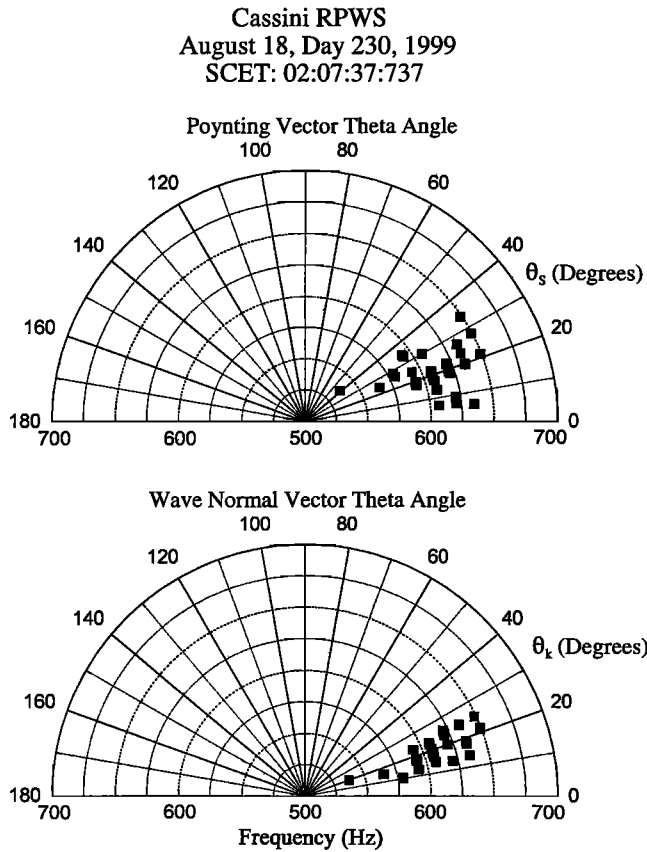 Cassini RPWS
August 18, Day 230, 1999
SCET: 02:07:37:737
Poynting Vector Theta Angle
100 80
120 60
140 40
θs (Degrees)
160 20
180 0
700 600 500 600 700
Wave Normal Vector Theta Angle
100 80
120 60
140 40
θk (Degrees)
160 20
180 0
700 600 500 600 700
Frequency (Hz)